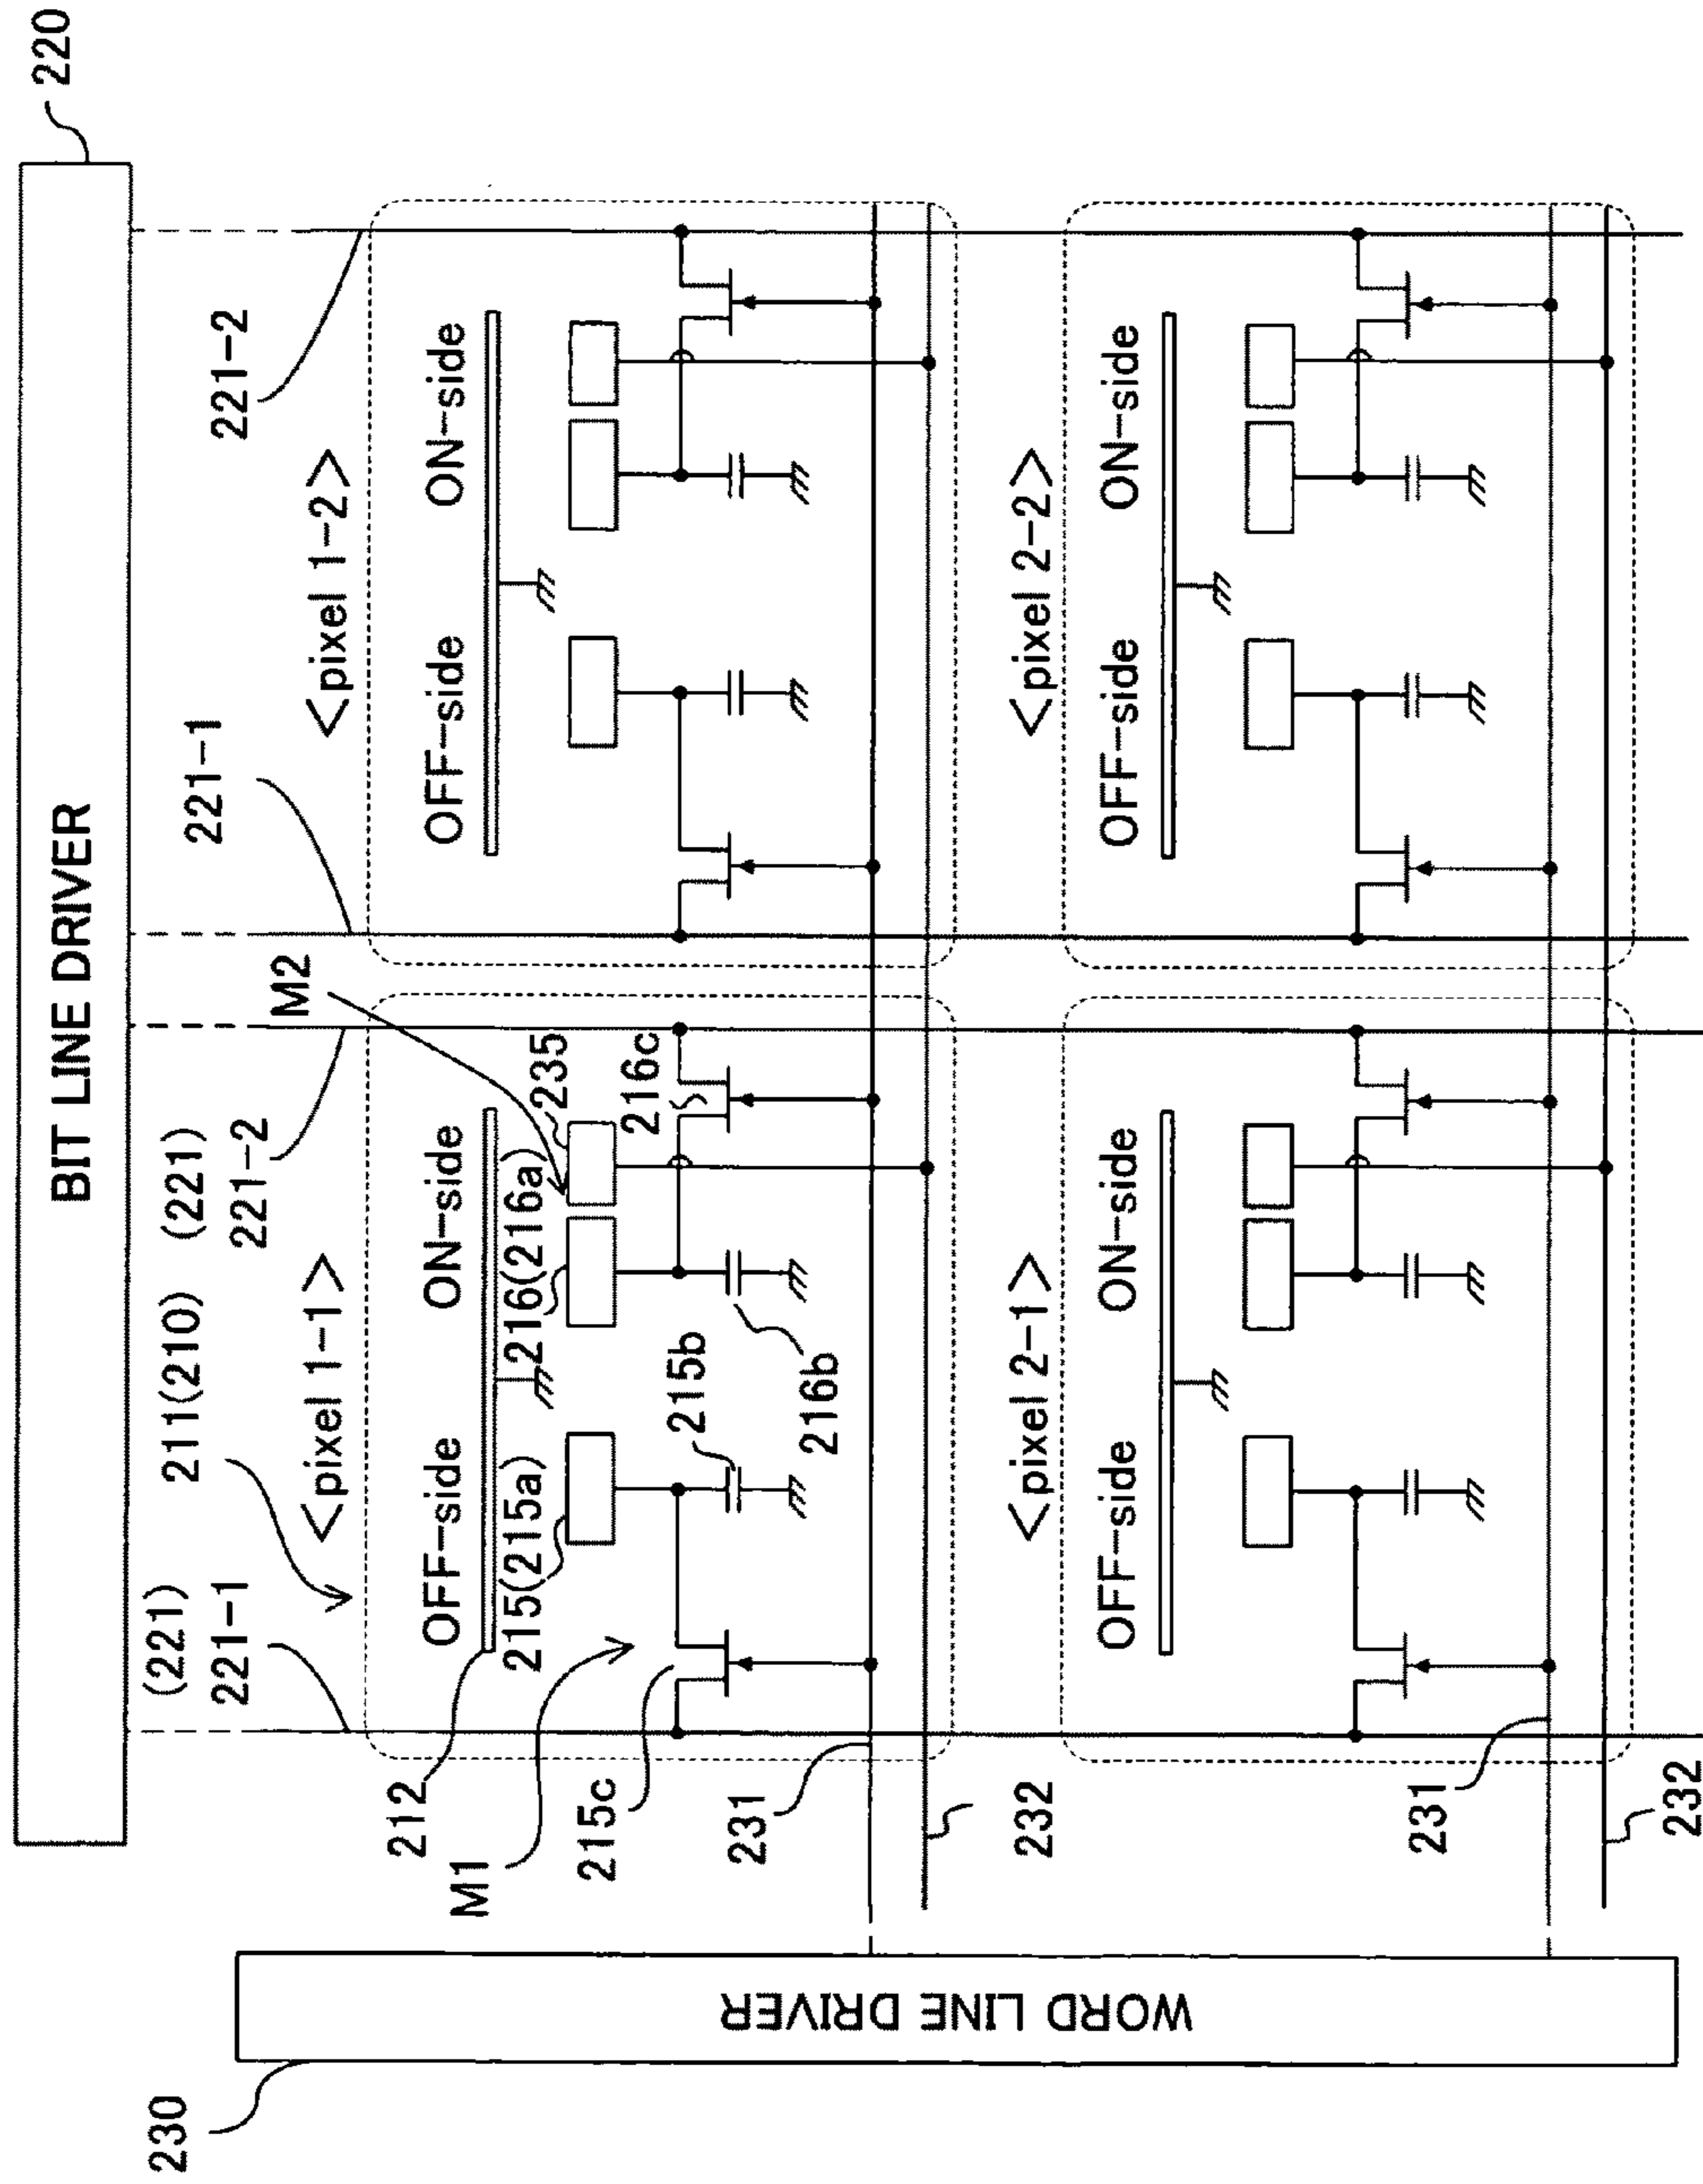 220
BIT LINE DRIVER
(221)
221-1
211(210)
(221)
221-2
221-1
221-2
<pixel 1-1>
M2
<pixel 1-2>
212
OFF-side
ON-side
OFF-side
ON-side
M1
215(215a)
216(216a)
235
215c
215b
216c
216b
231
232
<pixel 2-1>
<pixel 2-2>
OFF-side
ON-side
OFF-side
ON-side
231
232
WORD LINE DRIVER
230